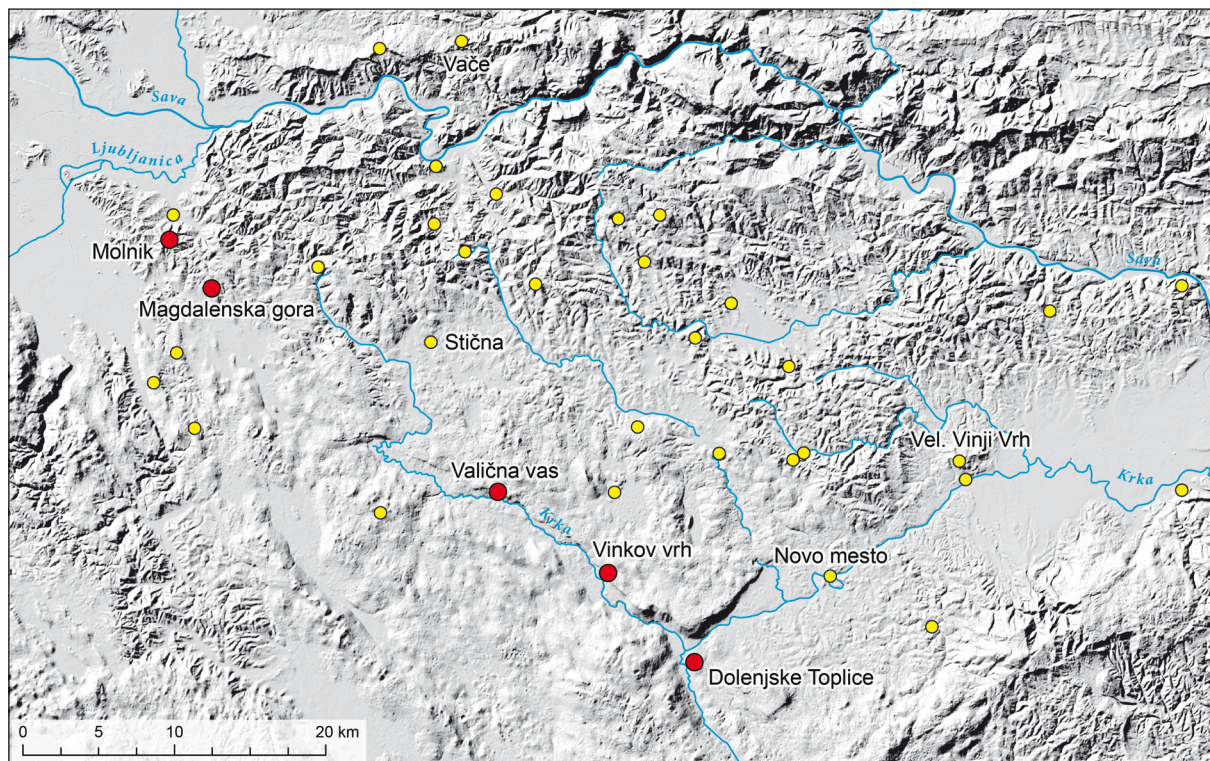 Vače
Sava
Ljubljanica
Molnik
Magdalenska gora
Sava
Stična
Vel. Vinji Vrh
Valična vas
Krka
Krka
Vinkov vrh
Novo mesto
Dolenjske Toplice
0 10 20 km